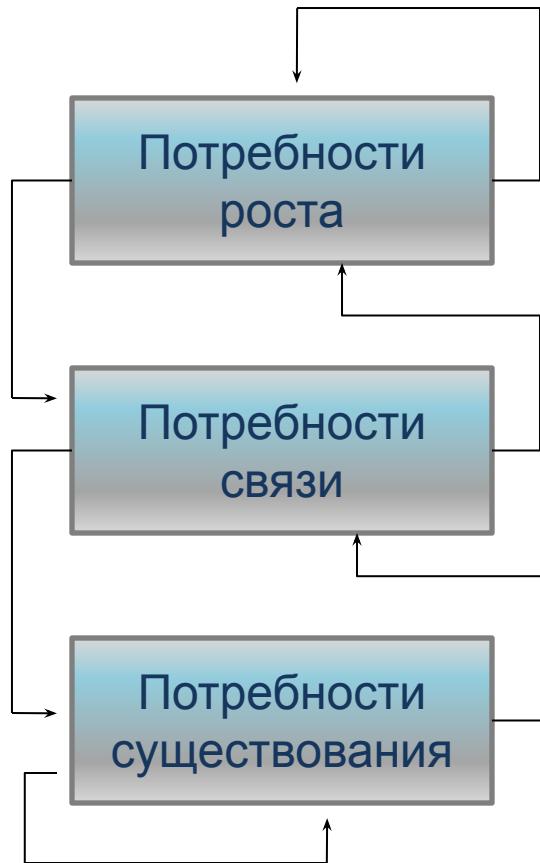 Потребности
роста
Потребности
связи
Потребности
существования